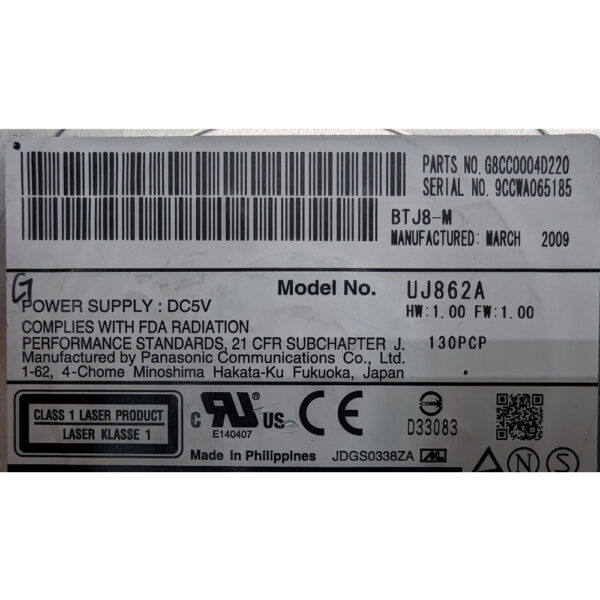 PARTS NO. G8CC0004D220
SERIAL NO. 9CCWA065185
BTJ8-M
MANUFACTURED: MARCH 2009
G
Model No. UJ862A
POWER SUPPLY : DC5V
HW:1.00 FW:1.00
COMPLIES WITH FDA RADIATION
PERFORMANCE STANDARDS, 21 CFR SUBCHAPTER J.
130PCP
Manufactured by Panasonic Communications Co., Ltd.
1-62, 4-Chome Minoshima Hakata-Ku Fukuoka, Japan
CLASS 1 LASER PRODUCT
LASER KLASSE 1
c RU US
E140407
CE
D33083
Made in Philippines JDGS0338ZA
N S